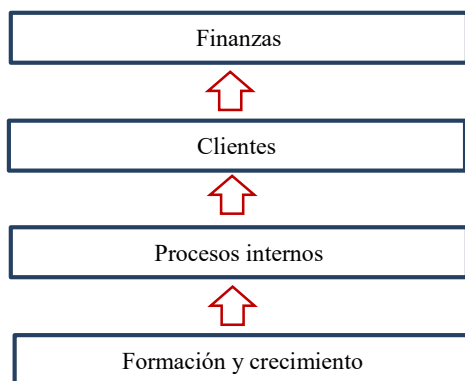 Finanzas
Clientes
Procesos internos
Formación y crecimiento